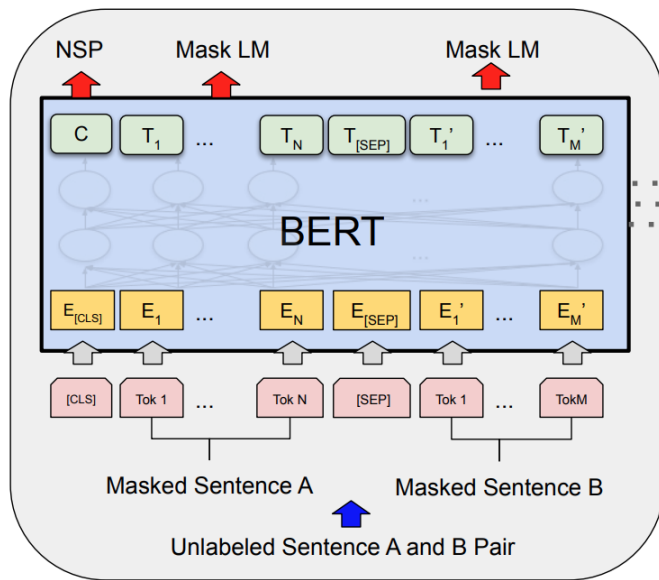 NSP Mask LM Mask LM
C T1 ... TN T[SEP] T1’ ... TM’
...
BERT
...
E[CLS] E1 ... EN E[SEP] E1’ ... EM’
[CLS] Tok 1 ... Tok N [SEP] Tok 1 ... TokM
Masked Sentence A Masked Sentence B
Unlabeled Sentence A and B Pair